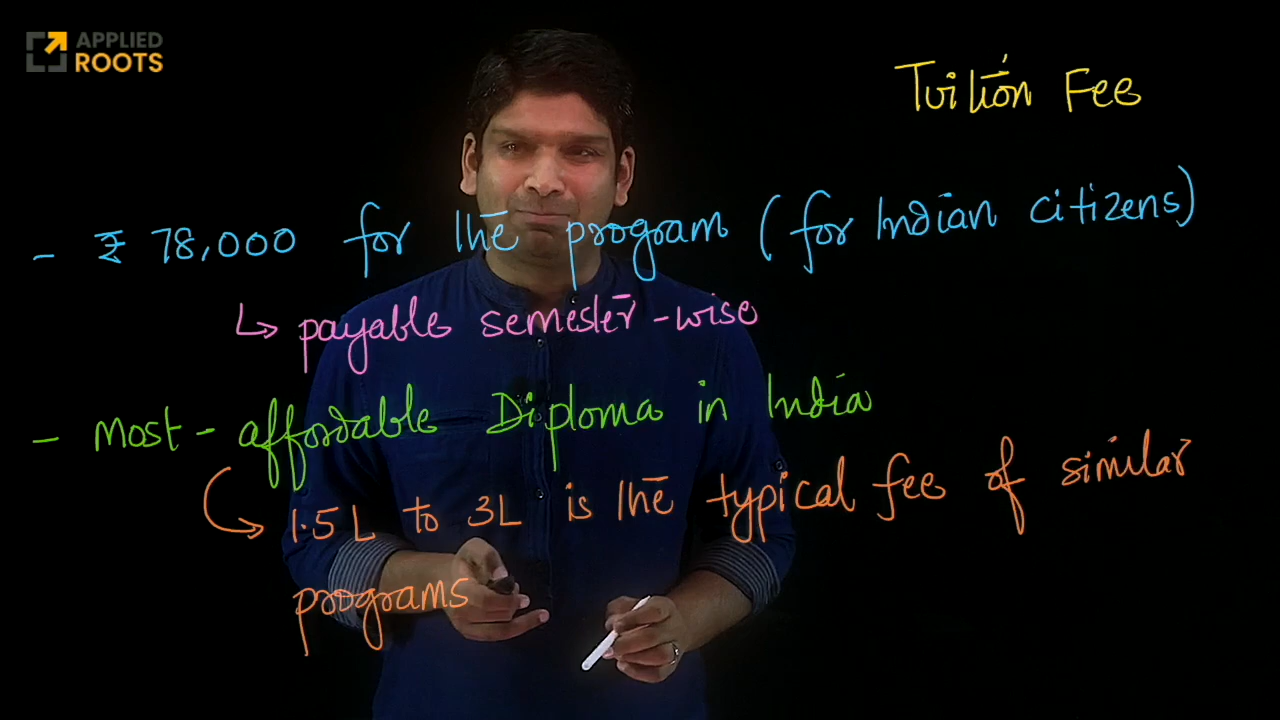 APPLIED
ROOTS
Tuition Fee
- ₹ 78,000 for the program (for Indian citizens)
↳ payable semester-wise
- Most-affordable Diploma in India
↳ 1.5L to 3L is the typical fee of similar
programs